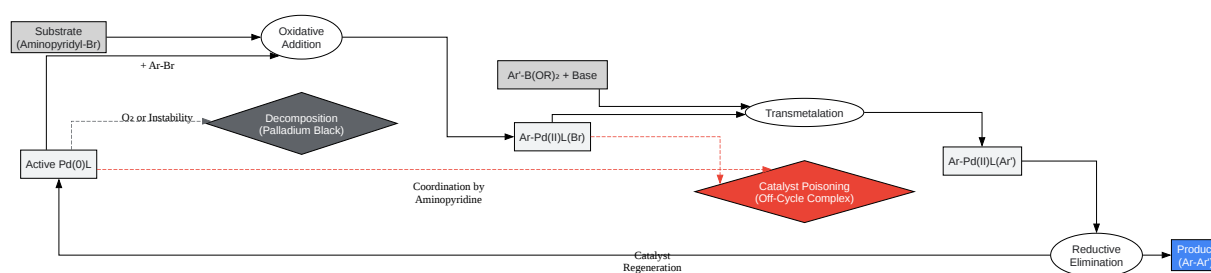 Substrate
(Aminopyridyl-Br)
Oxidative
Addition
+ Ar-Br
Ar'-B(OR)₂ + Base
O₂ or Instability
Decomposition
(Palladium Black)
Transmetalation
Ar-Pd(II)L(Br)
Active Pd(0)L
Ar-Pd(II)L(Ar')
Coordination by
Aminopyridine
Catalyst Poisoning
(Off-Cycle Complex)
Catalyst
Regeneration
Reductive
Elimination
Produc
(Ar-Ar'